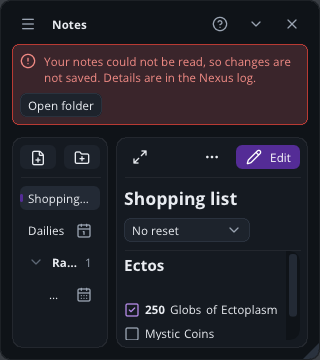 Notes
Your notes could not be read, so changes are
not saved. Details are in the Nexus log.
Open folder
Edit
Shopping...
Dailies
Ra... 1
...
Shopping list
No reset
Ectos
250 Globs of Ectoplasm
Mystic Coins